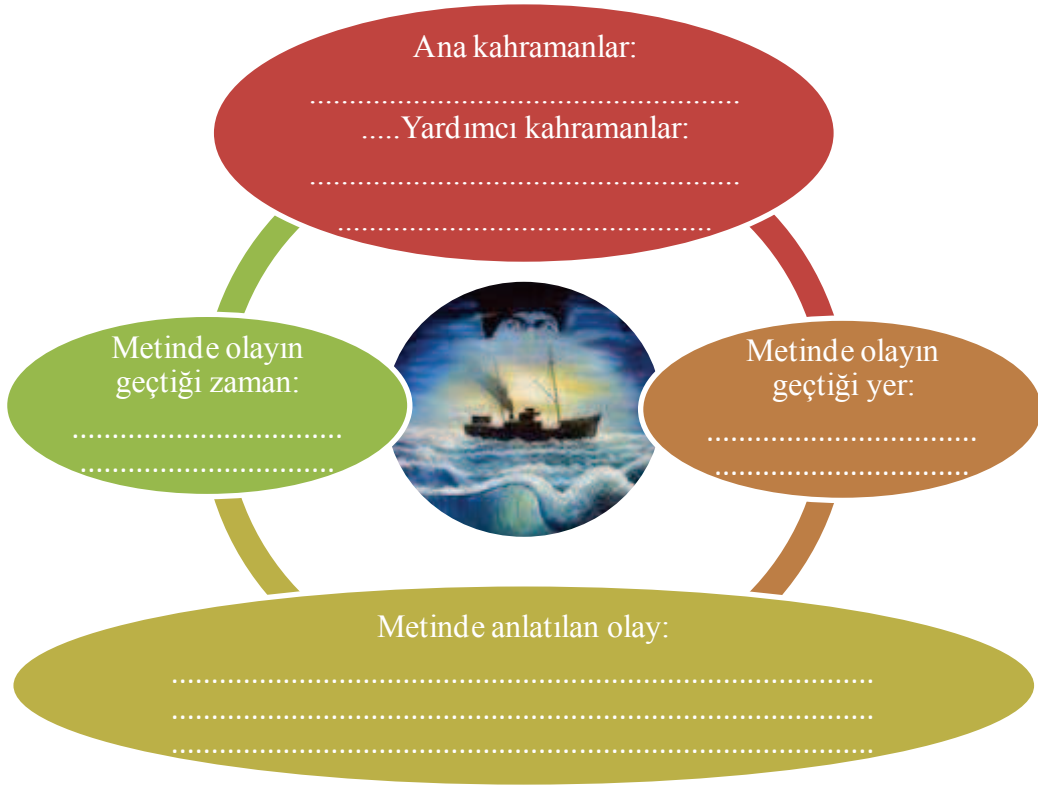 Ana kahramanlar:
......................................................
.....Yardımcı kahramanlar:
......................................................
...............................................
Metinde olayın
geçtiği zaman:
..................................
................................
Metinde olayın
geçtiği yer:
..................................
................................
Metinde anlatılan olay:
........................................................................................
........................................................................................
........................................................................................